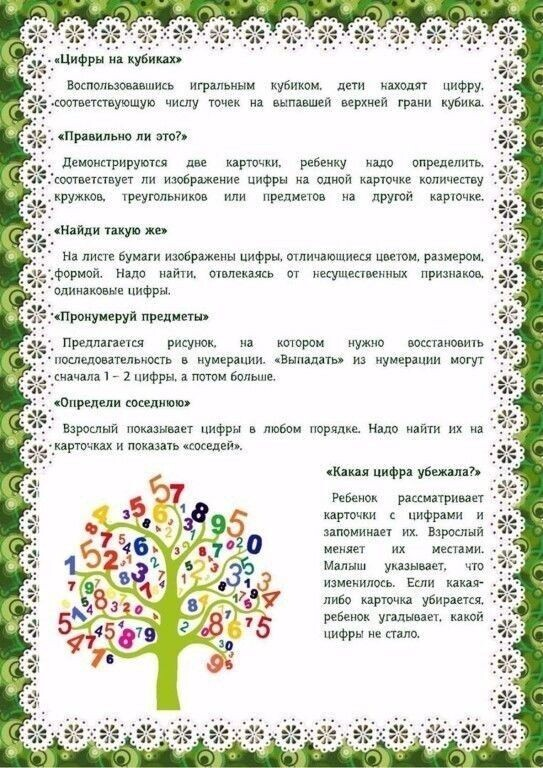 «Цифры на кубиках»
Воспользовавшись игральным кубиком, дети находят цифру,
соответствующую числу точек на выпавшей верхней грани кубика.
«Правильно ли это?»
Демонстрируются две карточки, ребенку надо определить,
соответствует ли изображение цифры на одной карточке количеству
кружков, треугольников или предметов на другой карточке.
«Найди такую же»
На листе бумаги изображены цифры, отличающиеся цветом, размером,
формой. Надо найти, отвлекаясь от несущественных признаков,
одинаковые цифры.
«Пронумеруй предметы»
Предлагается рисунок, на котором нужно восстановить
последовательность в нумерации. «Выпадать» из нумерации могут
сначала 1 – 2 цифры, а потом больше.
«Определи соседнюю»
Взрослый показывает цифры в любом порядке. Надо найти их на
карточках и показать «соседей».
«Какая цифра убежала?»
Ребенок рассматривает
карточки с цифрами и
запоминает их. Взрослый
меняет их местами.
Малыш указывает, что
изменилось. Если какая-
либо карточка убирается,
ребенок угадывает, какой
цифры не стало.